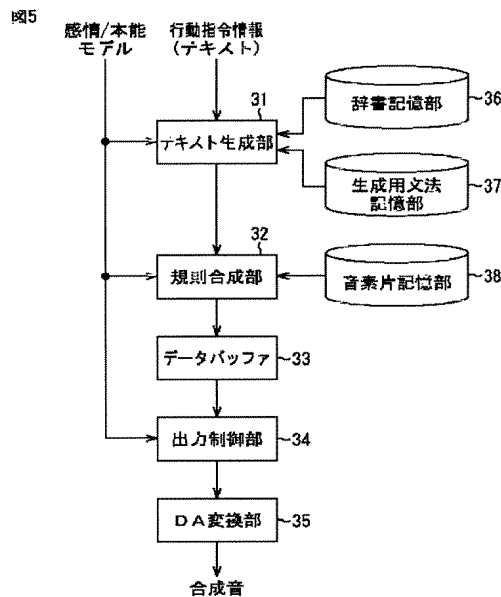 図5
感情/本能
モデル
行動指令情報
(テキスト)
31
テキスト生成部
辞書記憶部
36
生成用文法
記憶部
37
32
規則合成部
音素片記憶部
38
データバッファ
33
出力制御部
34
DA変換部
35
合成音